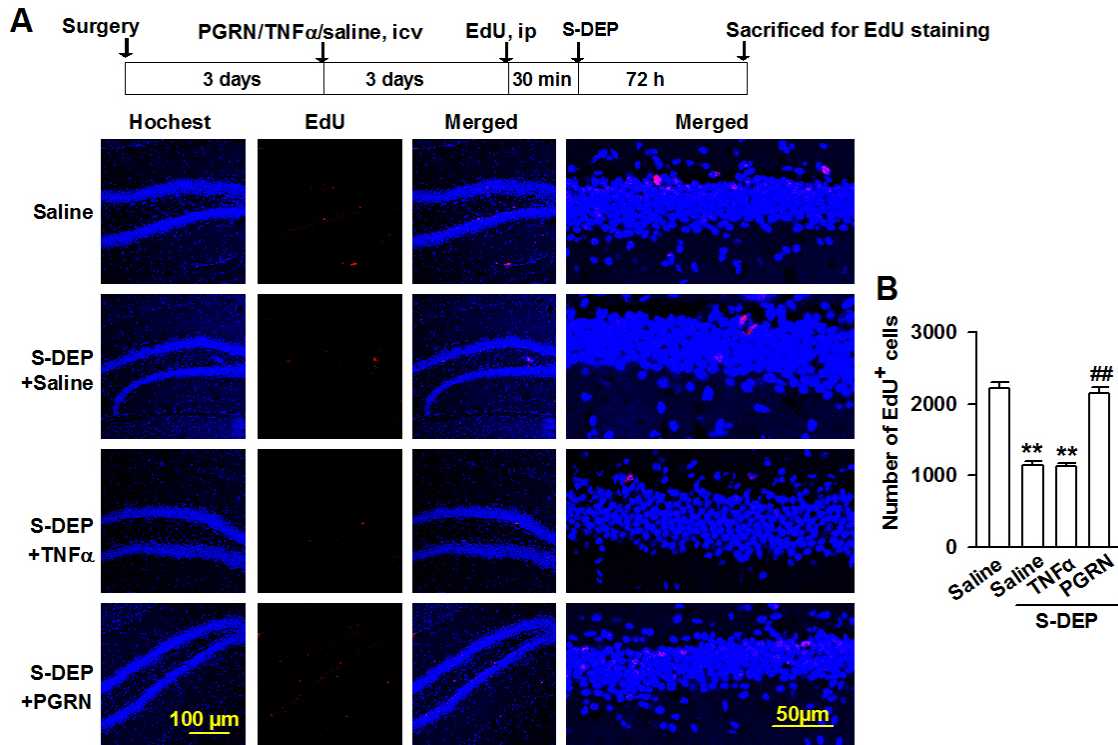 A
Surgery
PGRN/TNFα/saline, icv
EdU, ip
S-DEP
Sacrificed for EdU staining
3 days
3 days
30 min
72 h
Hochest
EdU
Merged
Merged
Saline
S-DEP
+Saline
S-DEP
+TNFα
S-DEP
+PGRN
100 µm
50µm
B
Number of EdU⁺ cells
3000
2000
1000
0
**
**
##
Saline
Saline
TNFα
PGRN
S-DEP